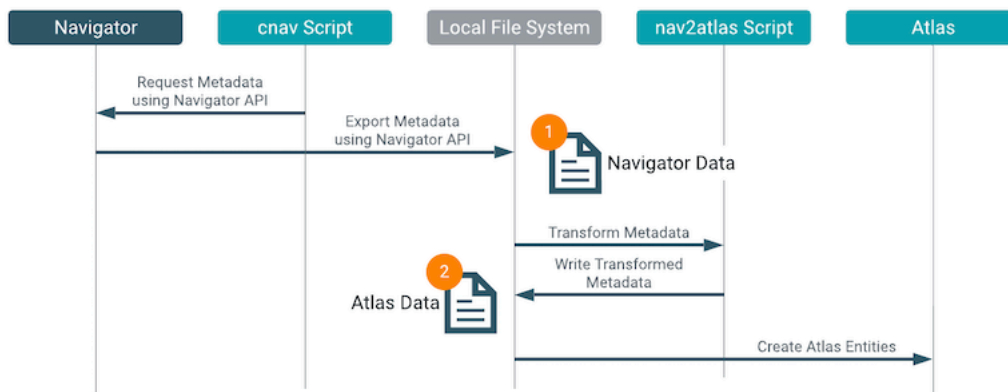 Navigator
cnav Script
Local File System
nav2atlas Script
Atlas
Request Metadata
using Navigator API
Export Metadata
using Navigator API
1
Navigator Data
Transform Metadata
Write Transformed
Metadata
2
Atlas Data
Create Atlas Entities